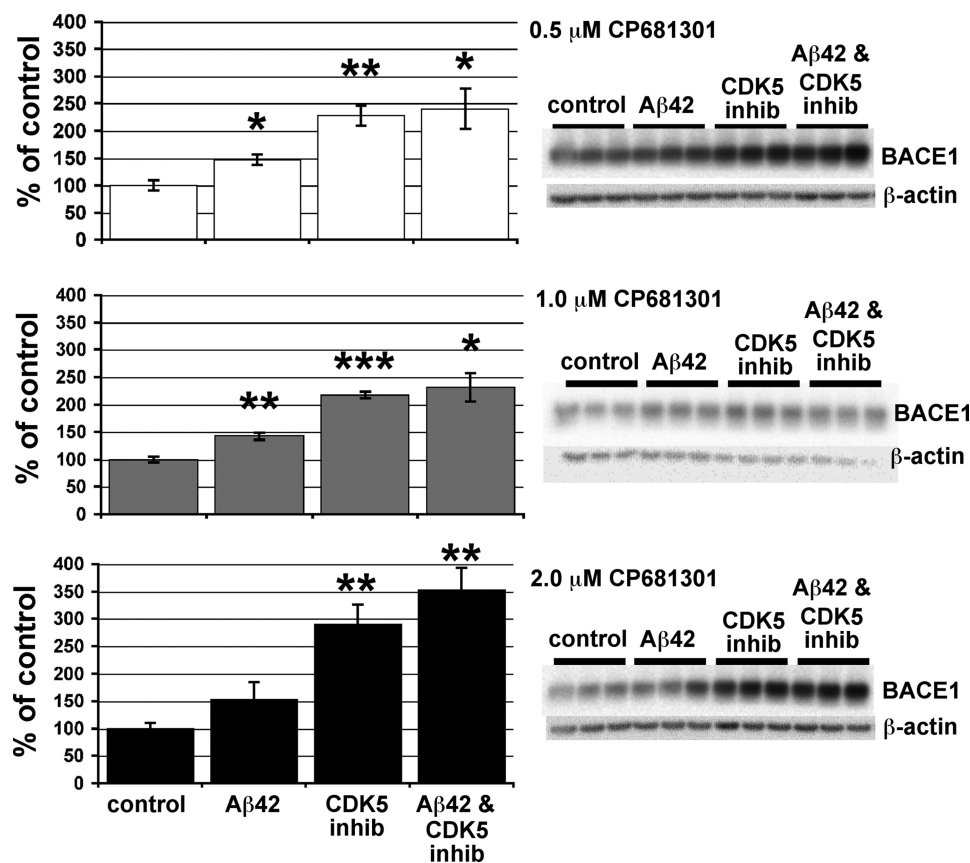 % of control
400
350
300
250
200
150
100
50
0
*
**
*
0.5 μM CP681301
control
Aβ42
CDK5
inhib
Aβ42 &
CDK5
inhib
BACE1
β-actin
% of control
400
350
300
250
200
150
100
50
0
**
***
*
1.0 μM CP681301
control
Aβ42
CDK5
inhib
Aβ42 &
CDK5
inhib
BACE1
β-actin
% of control
400
350
300
250
200
150
100
50
0
**
**
control
Aβ42
CDK5
inhib
Aβ42 &
CDK5
inhib
2.0 μM CP681301
control
Aβ42
CDK5
inhib
Aβ42 &
CDK5
inhib
BACE1
β-actin